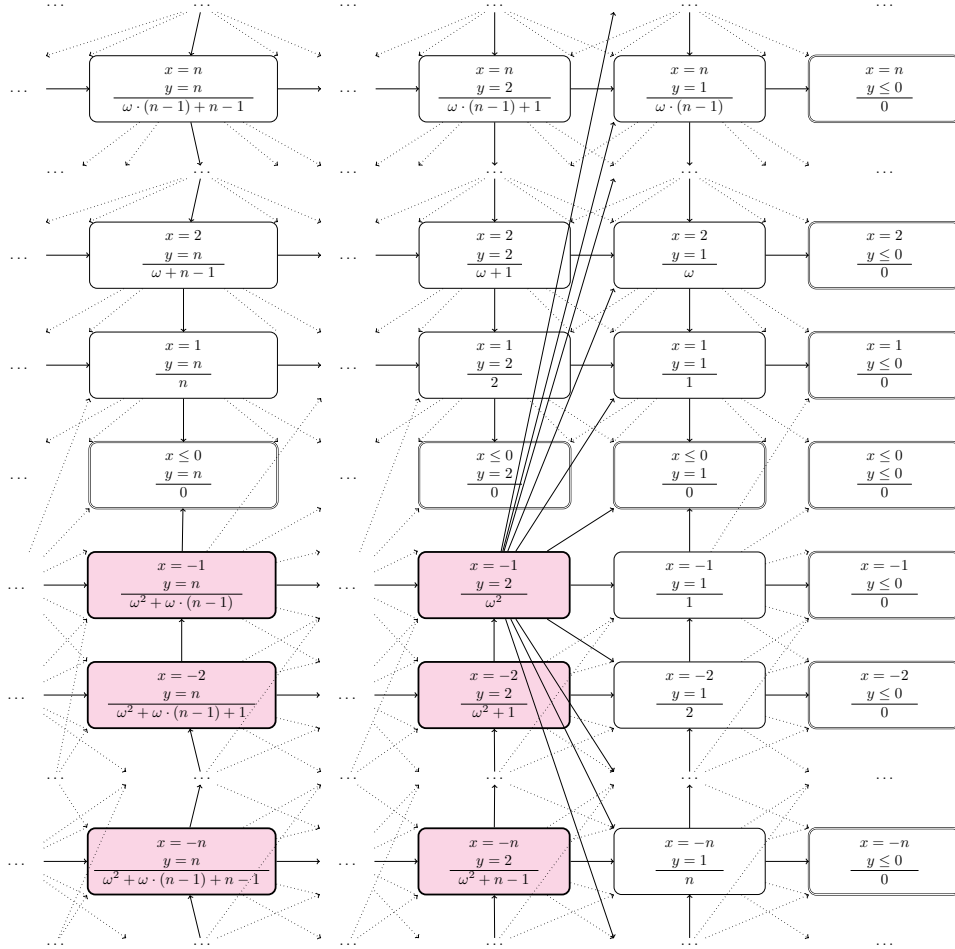 ... ... ... ... ... ...
x = n
y = n
ω · (n − 1) + n − 1
x = n
y = 2
ω · (n − 1) + 1
x = n
y = 1
ω · (n − 1)
x = n
y ≤ 0
0
... ...
... ... ... ... ...
x = 2
y = n
ω + n − 1
x = 2
y = 2
ω + 1
x = 2
y = 1
ω
x = 2
y ≤ 0
0
... ...
x = 1
y = n
n
x = 1
y = 2
2
x = 1
y = 1
1
x = 1
y ≤ 0
0
... ...
x ≤ 0
y = n
0
x ≤ 0
y = 2
0
x ≤ 0
y = 1
0
x ≤ 0
y ≤ 0
0
... ...
x = −1
y = n
ω² + ω · (n − 1)
x = −1
y = 2
ω²
x = −1
y = 1
1
x = −1
y ≤ 0
0
... ...
x = −2
y = n
ω² + ω · (n − 1) + 1
x = −2
y = 2
ω² + 1
x = −2
y = 1
2
x = −2
y ≤ 0
0
... ...
... ... ... ... ... ...
x = −n
y = n
ω² + ω · (n − 1) + n − 1
x = −n
y = 2
ω² + n − 1
x = −n
y = 1
n
x = −n
y ≤ 0
0
... ...
... ... ... ... ... ...